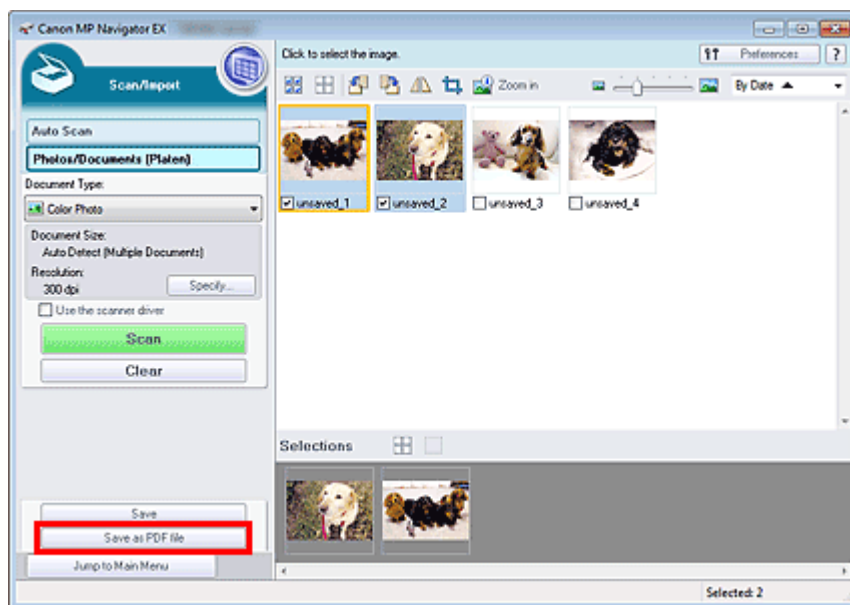 Canon MP Navigator EX
Scan/Import
Click to select the image.
Preferences
?
Zoom in
By Date
Auto Scan
Photos/Documents (Platen)
Document Type:
Color Photo
Document Size:
Auto Detect (Multiple Documents)
Resolution:
300 dpi
Specify...
Use the scanner driver
Scan
Clear
unsaved_1
unsaved_2
unsaved_3
unsaved_4
Selections
Save
Save as PDF file
Jump to Main Menu
Selected: 2